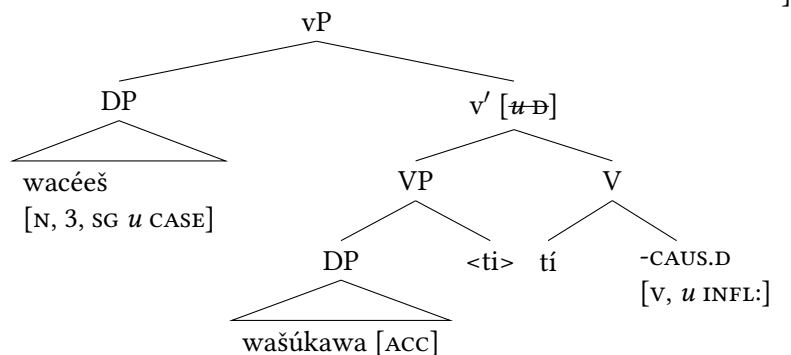 ]
vP
DP v′ [u D]
wacéeš
[N, 3, SG u CASE]
VP V
DP <ti> tí -CAUS.D
[V, u INFL:]
wašúkawa [ACC]